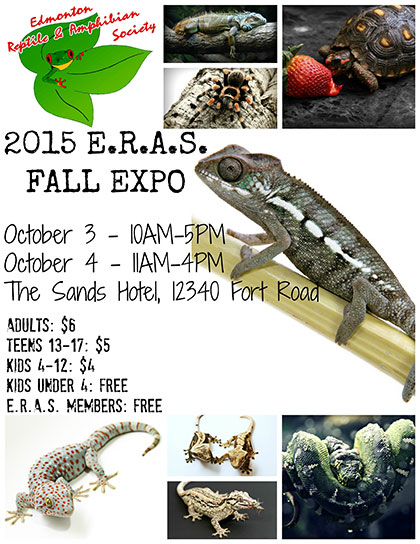 Edmonton
Reptile & Amphibian
Society
2015 E.R.A.S.
FALL EXPO
October 3 - 10AM-5PM
October 4 - 11AM-4PM
The Sands Hotel, 12340 Fort Road
ADULTS: $6
TEENS 13-17: $5
KIDS 4-12: $4
KIDS UNDER 4: FREE
E.R.A.S. MEMBERS: FREE